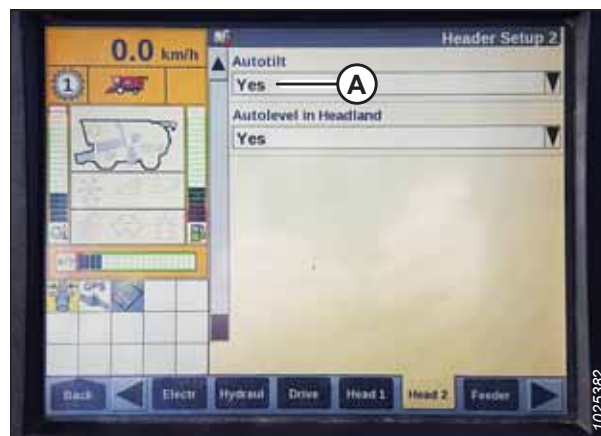 Header Setup 2
0.0 km/h
Autotilt
1
Yes
A
Autolevel in Headland
Yes
Back
Electr
Hydraul
Drive
Head 1
Head 2
Feeder
1025382